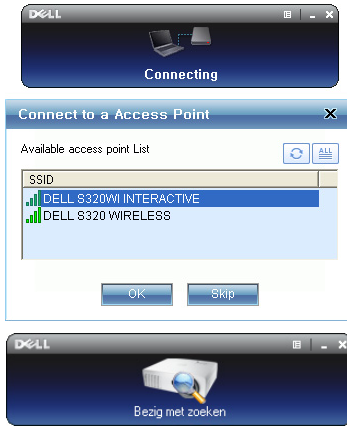 DELL
Connecting
Connect to a Access Point
Available access point List
ALL
SSID
DELL S320WI INTERACTIVE
DELL S320 WIRELESS
OK
Skip
DELL
Bezig met zoeken